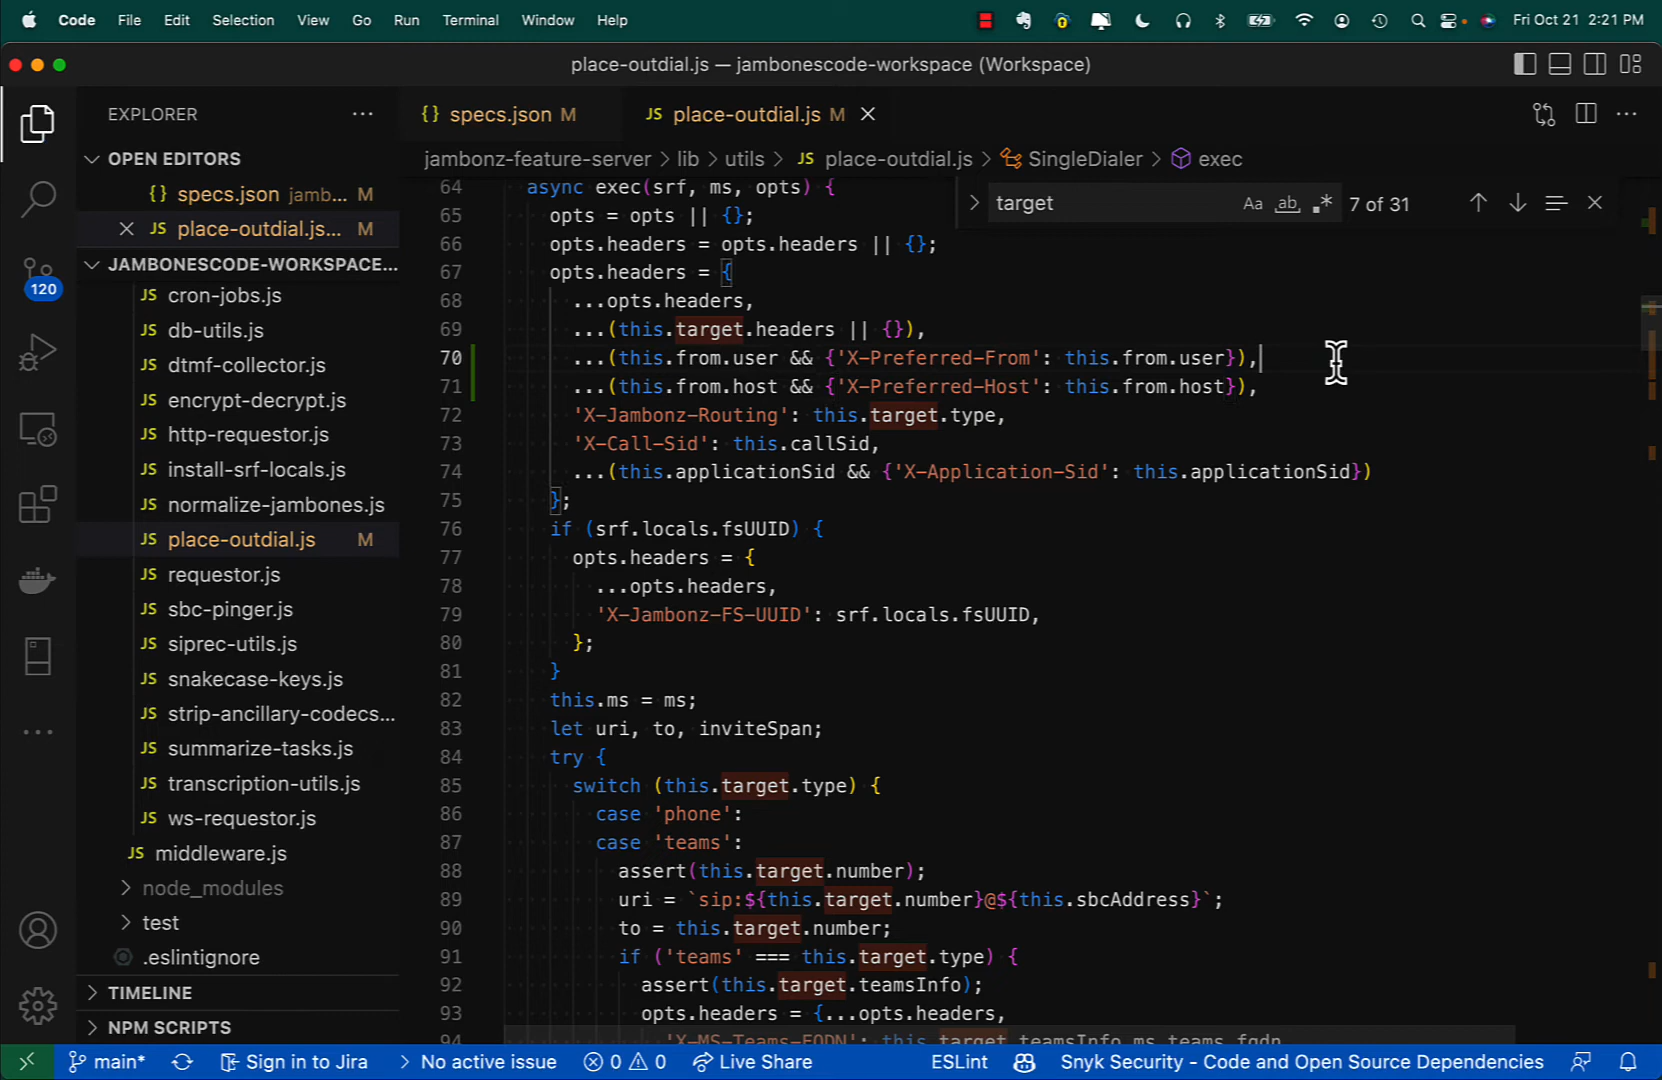 Code File Edit Selection View Go Run Terminal Window Help Fri Oct 21 2:21 PM
place-outdial.js — jambonescode-workspace (Workspace)
EXPLORER ...
{} specs.json M JS place-outdial.js M
OPEN EDITORS
{} specs.json jamb... M
JS place-outdial.js... M
JAMBONESCODE-WORKSPACE...
120
JS cron-jobs.js
JS db-utils.js
JS dtmf-collector.js
JS encrypt-decrypt.js
JS http-requestor.js
JS install-srf-locals.js
JS normalize-jambones.js
JS place-outdial.js M
JS requestor.js
JS sbc-pinger.js
JS siprec-utils.js
JS snakecase-keys.js
JS strip-ancillary-codecs...
JS summarize-tasks.js
JS transcription-utils.js
JS ws-requestor.js
JS middleware.js
node_modules
test
.eslintignore
TIMELINE
NPM SCRIPTS
jambonz-feature-server > lib > utils > JS place-outdial.js > SingleDialer > exec
target Aa ab .* 7 of 31
64 async exec(srf, ms, opts) {
65 opts = opts || {};
66 opts.headers = opts.headers || {};
67 opts.headers = {
68 ...opts.headers,
69 ...(this.target.headers || {}),
70 ...(this.from.user && {'X-Preferred-From': this.from.user}),
71 ...(this.from.host && {'X-Preferred-Host': this.from.host}),
72 'X-Jambonz-Routing': this.target.type,
73 'X-Call-Sid': this.callSid,
74 ...(this.applicationSid && {'X-Application-Sid': this.applicationSid})
75 };
76 if (srf.locals.fsUUID) {
77 opts.headers = {
78 ...opts.headers,
79 'X-Jambonz-FS-UUID': srf.locals.fsUUID,
80 };
81 }
82 this.ms = ms;
83 let uri, to, inviteSpan;
84 try {
85 switch (this.target.type) {
86 case 'phone':
87 case 'teams':
88 assert(this.target.number);
89 uri = `sip:${this.target.number}@${this.sbcAddress}`;
90 to = this.target.number;
91 if ('teams' === this.target.type) {
92 assert(this.target.teamsInfo);
93 opts.headers = {...opts.headers,
94 'X-MS-Teams-FQDN': this.target.teamsInfo.ms_teams_fqdn,
main* Sign in to Jira No active issue 0 0 Live Share ESLint Snyk Security - Code and Open Source Dependencies